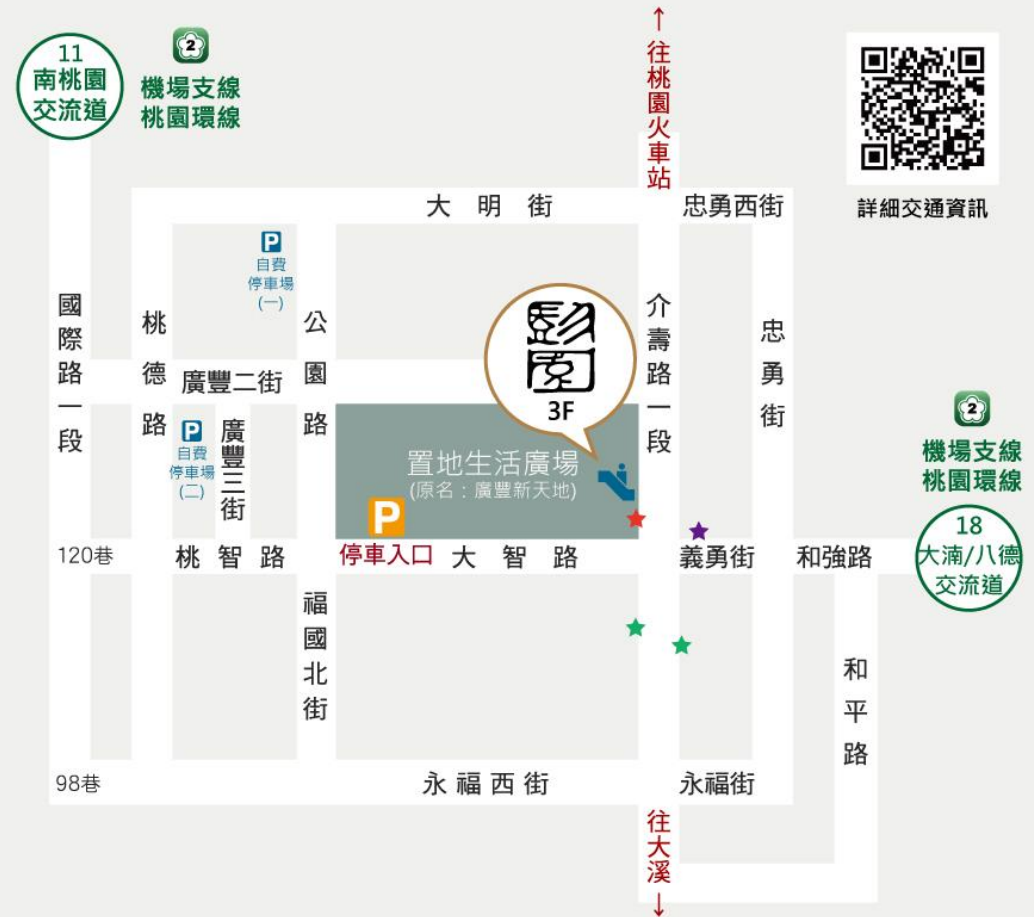 11
南桃園
交流道
2
機場支線
桃園環線
↑
往桃園火車站
詳細交通資訊
大明街
忠勇西街
P
自費
停車場
(一)
國際路一段
桃德路
公園路
介壽路一段
忠勇街
彭園
3F
廣豐二街
P
自費
停車場
(二)
廣豐三街
置地生活廣場
(原名：廣豐新天地)
P
停車入口
2
機場支線
桃園環線
18
大湳/八德
交流道
120巷
桃智路
大智路
義勇街
和強路
福國北街
和平路
98巷
永福西街
永福街
往大溪
↓